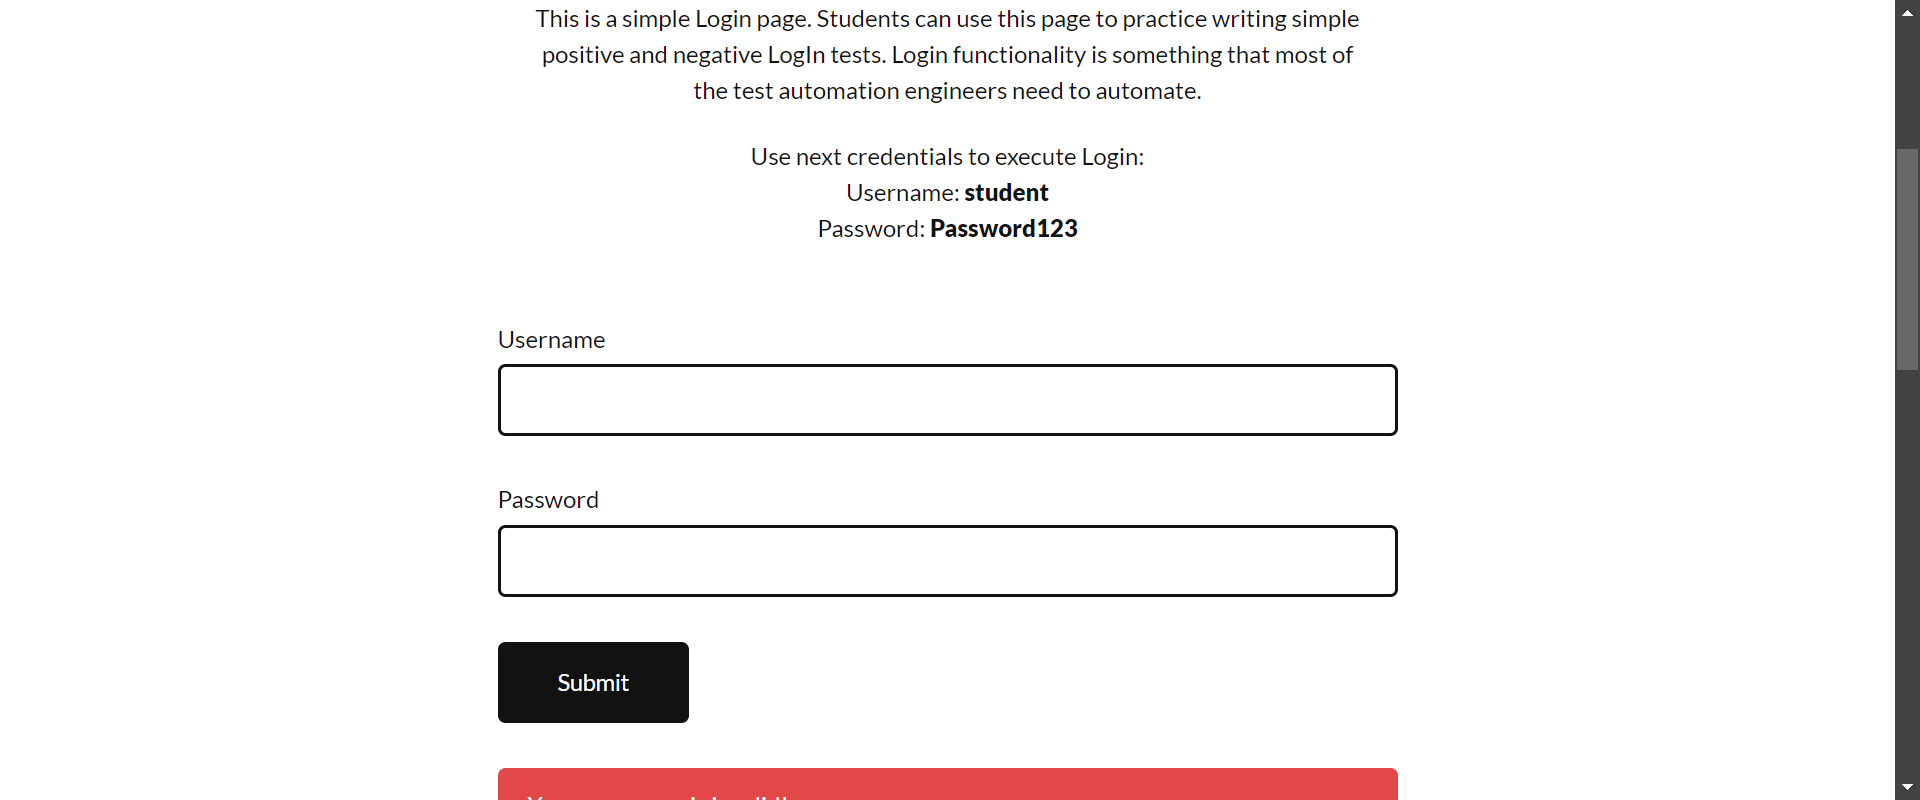 This is a simple Login page. Students can use this page to practice writing simple
positive and negative LogIn tests. Login functionality is something that most of
the test automation engineers need to automate.
Use next credentials to execute Login:
Username: student
Password: Password123
Username
Password
Submit